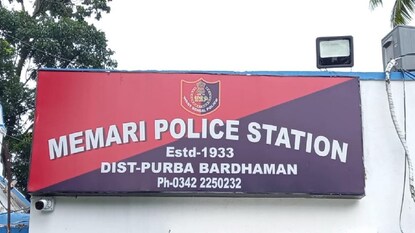 MEMARI POLICE STATION
Estd-1933
DIST-PURBA BARDHAMAN
Ph-0342 2250232